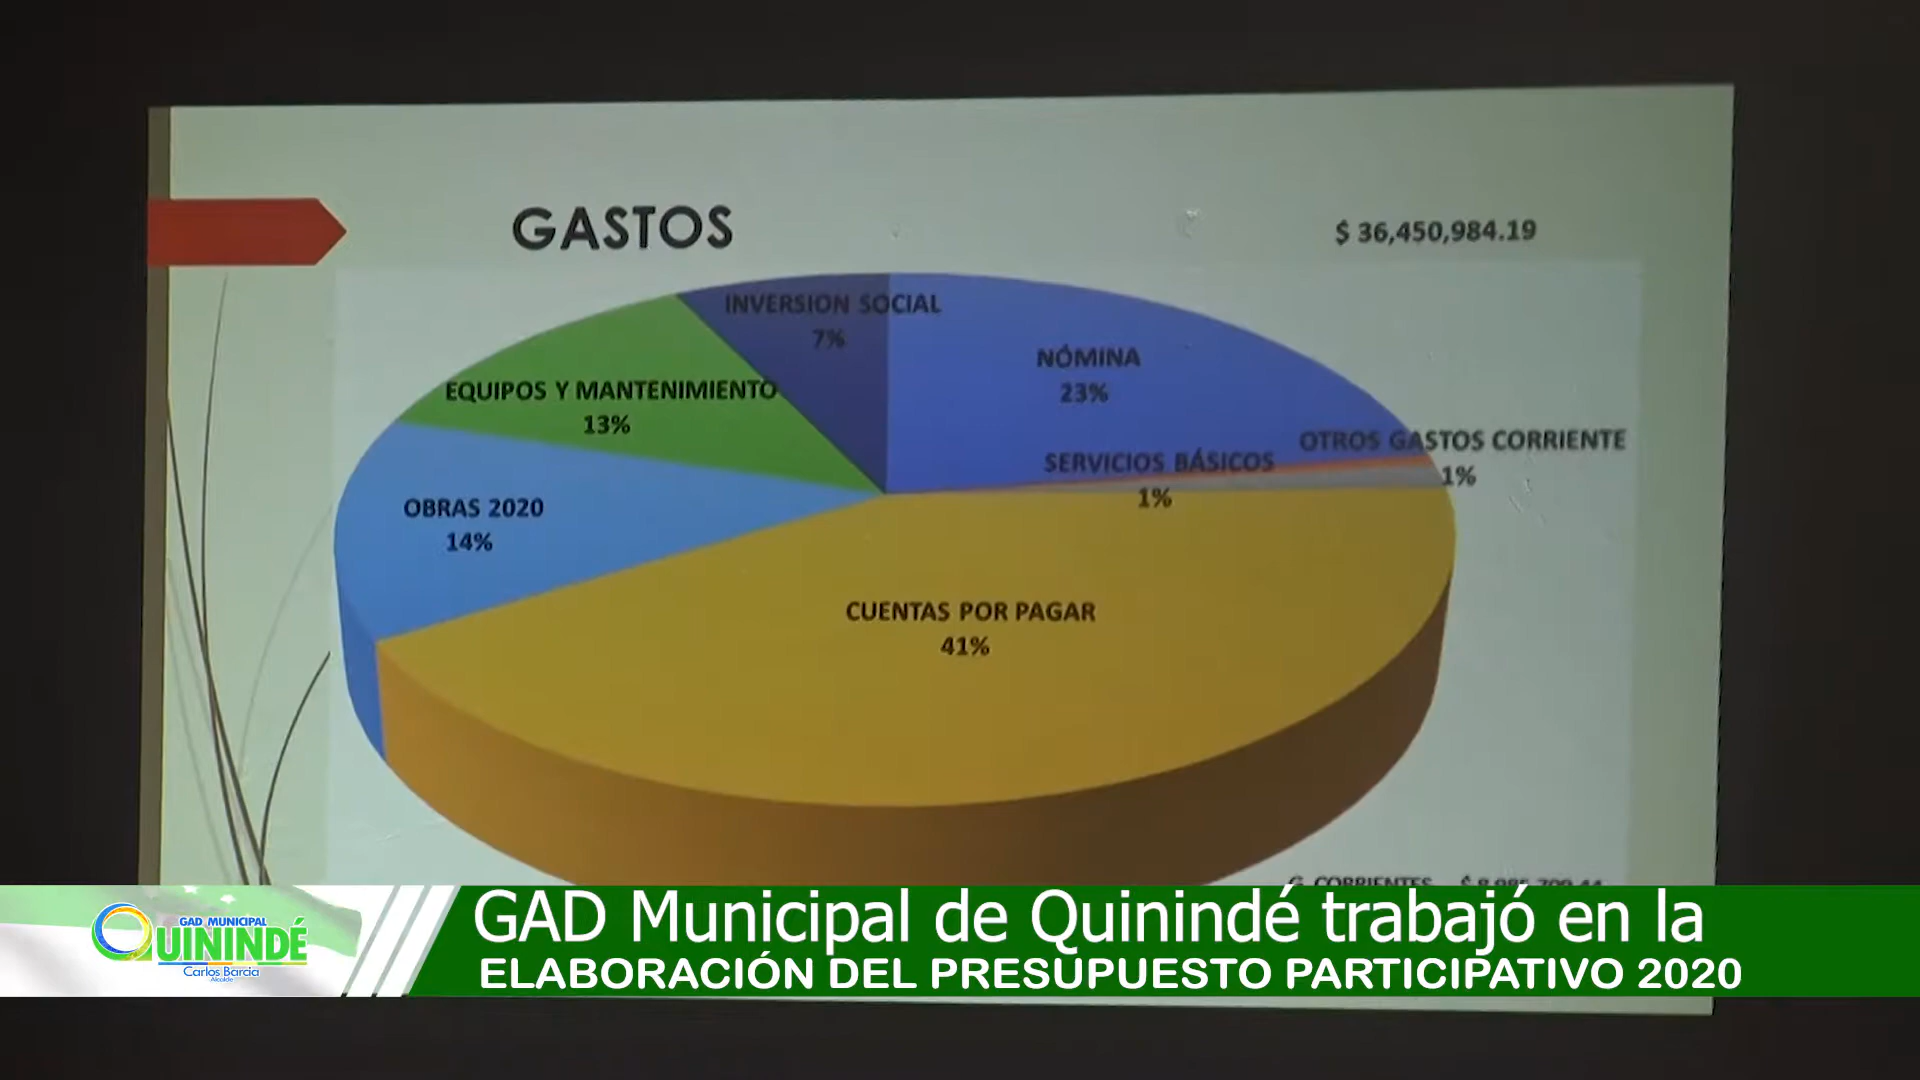 GASTOS
$ 36,450,984.19
INVERSION SOCIAL
7%
NÓMINA
23%
EQUIPOS Y MANTENIMIENTO
13%
OTROS GASTOS CORRIENTE
1%
SERVICIOS BÁSICOS
1%
OBRAS 2020
14%
CUENTAS POR PAGAR
41%
G. CORRIENTES
GAD MUNICIPAL
QUININDÉ
Carlos Barcia
Alcalde
GAD Municipal de Quinindé trabajó en la
ELABORACIÓN DEL PRESUPUESTO PARTICIPATIVO 2020